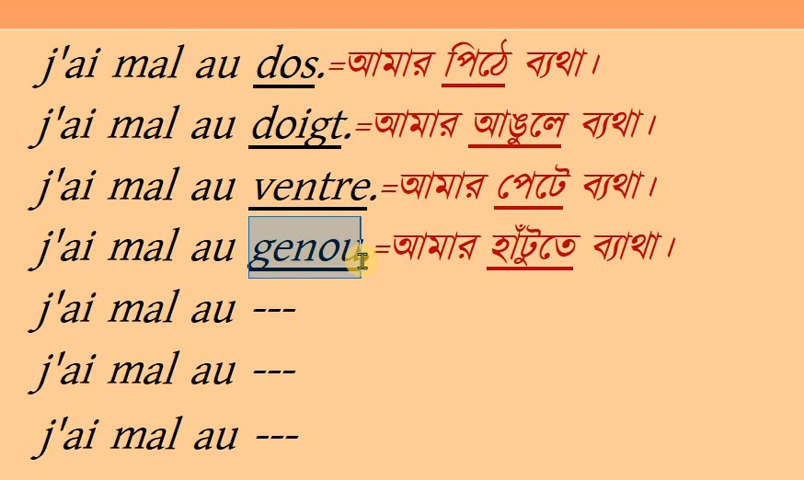 j'ai mal au dos.=আমার পিঠে ব্যথা।
j'ai mal au doigt.=আমার আঙুলে ব্যথা।
j'ai mal au ventre.=আমার পেটে ব্যথা।
j'ai mal au genou. =আমার হাঁটুতে ব্যাথা।
j'ai mal au ---
j'ai mal au ---
j'ai mal au ---